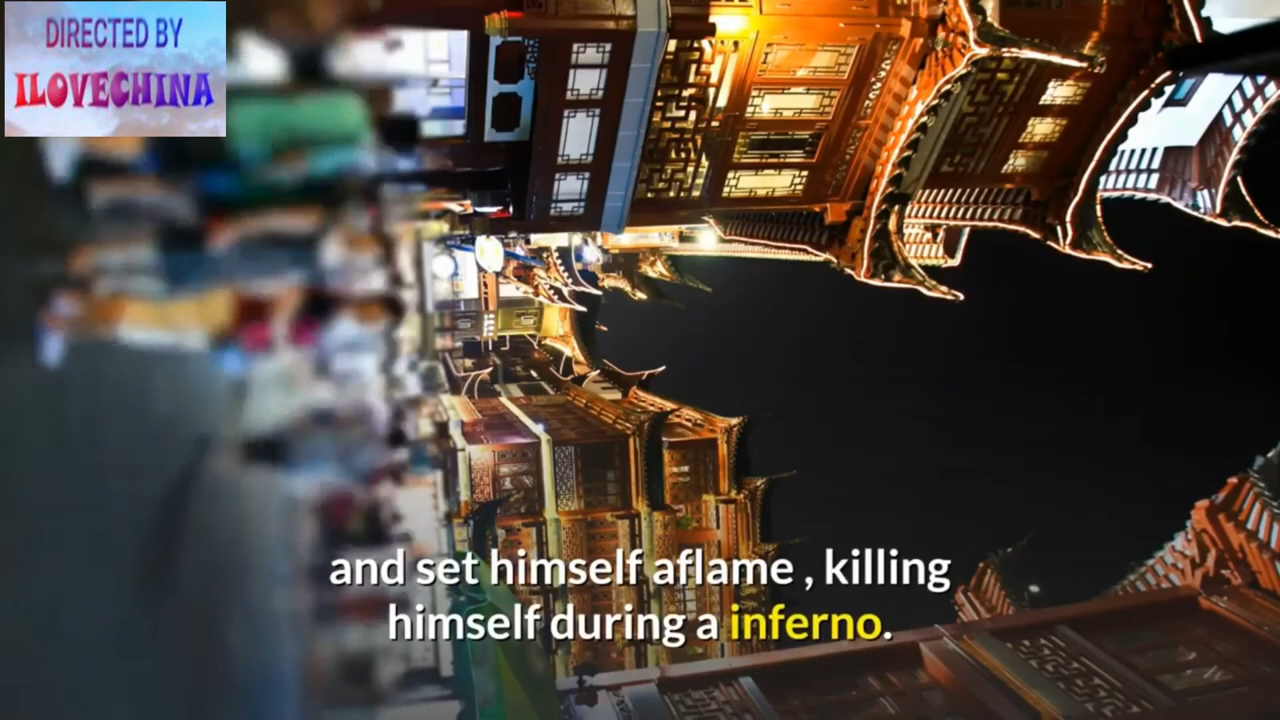 DIRECTED BY
ILOVECHINA
and set himself aflame , killing
himself during a inferno.